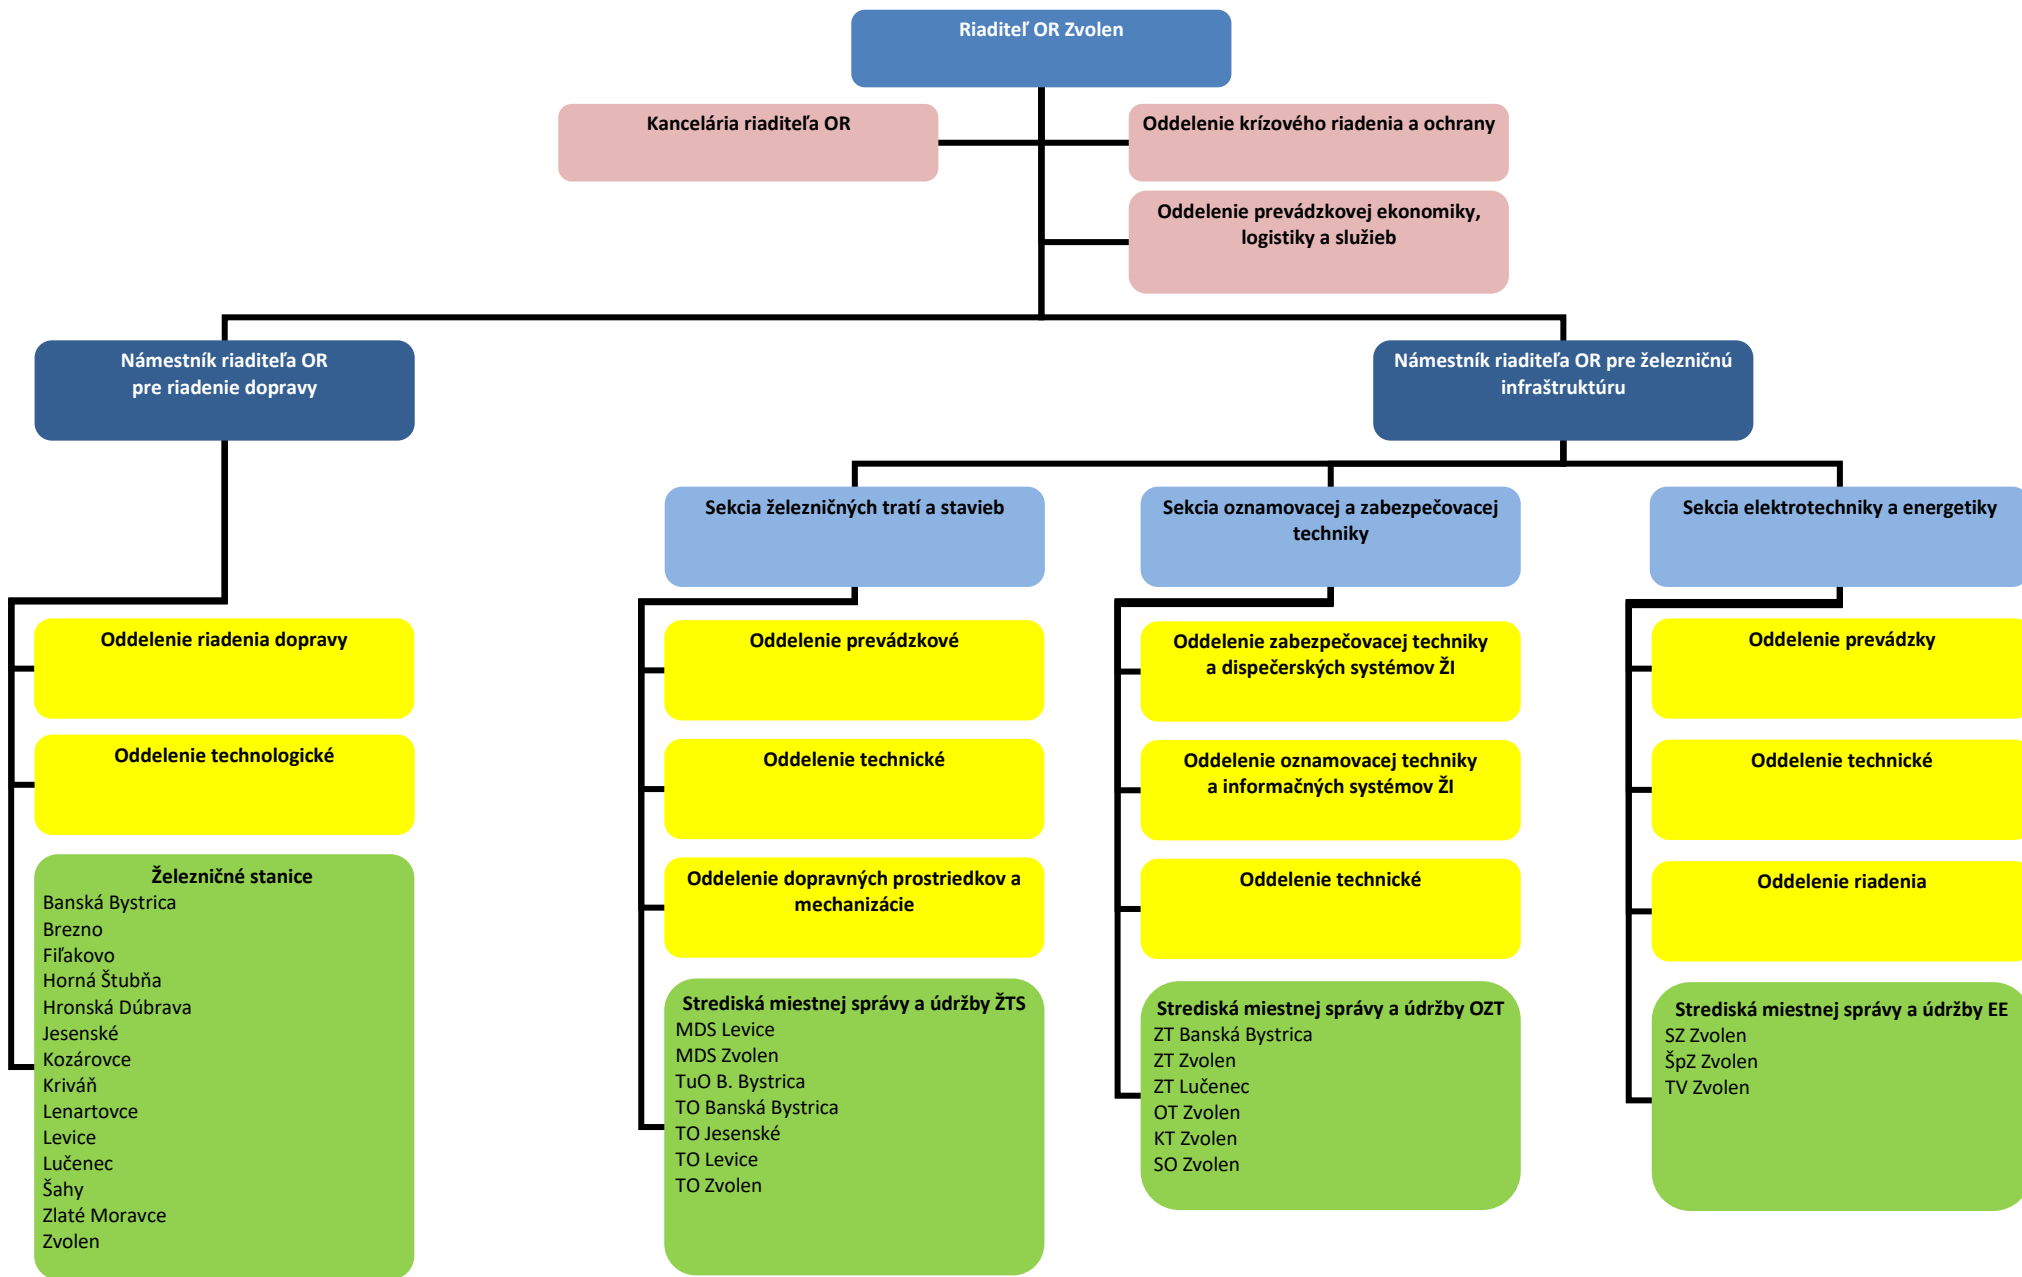 Riaditeľ OR Zvolen
Kancelária riaditeľa OR
Oddelenie krízového riadenia a ochrany
Oddelenie prevádzkovej ekonomiky,
logistiky a služieb
Námestník riaditeľa OR
pre riadenie dopravy
Námestník riaditeľa OR pre železničnú
infraštruktúru
Sekcia železničných tratí a stavieb
Sekcia oznamovacej a zabezpečovacej
techniky
Sekcia elektrotechniky a energetiky
Oddelenie riadenia dopravy
Oddelenie technologické
Železničné stanice
Banská Bystrica
Brezno
Fiľakovo
Horná Štubňa
Hronská Dúbrava
Jesenské
Kozárovce
Kriváň
Lenartovce
Levice
Lučenec
Šahy
Zlaté Moravce
Zvolen
Oddelenie prevádzkové
Oddelenie technické
Oddelenie dopravných prostriedkov a
mechanizácie
Strediská miestnej správy a údržby ŽTS
MDS Levice
MDS Zvolen
TuO B. Bystrica
TO Banská Bystrica
TO Jesenské
TO Levice
TO Zvolen
Oddelenie zabezpečovacej techniky
a dispečerských systémov ŽI
Oddelenie oznamovacej techniky
a informačných systémov ŽI
Oddelenie technické
Strediská miestnej správy a údržby OZT
ZT Banská Bystrica
ZT Zvolen
ZT Lučenec
OT Zvolen
KT Zvolen
SO Zvolen
Oddelenie prevádzky
Oddelenie technické
Oddelenie riadenia
Strediská miestnej správy a údržby EE
SZ Zvolen
ŠpZ Zvolen
TV Zvolen